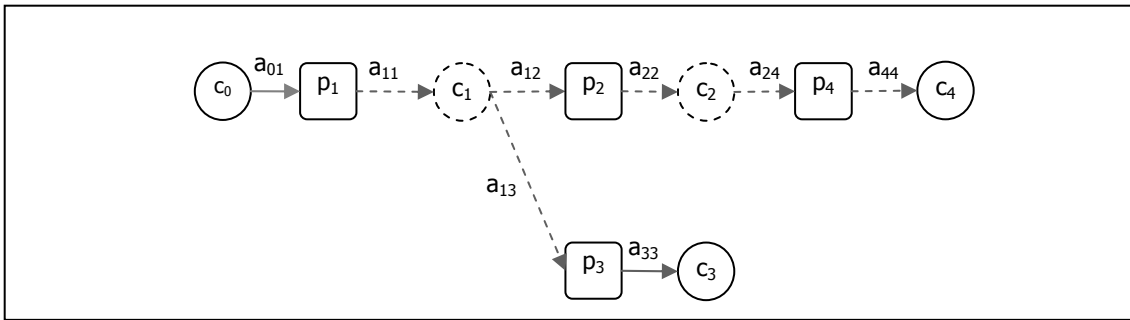 a₀₁ a₁₁ a₁₂ a₂₂ a₂₄ a₄₄
c₀ p₁ c₁ p₂ c₂ p₄ c₄
a₁₃
a₃₃
p₃ c₃